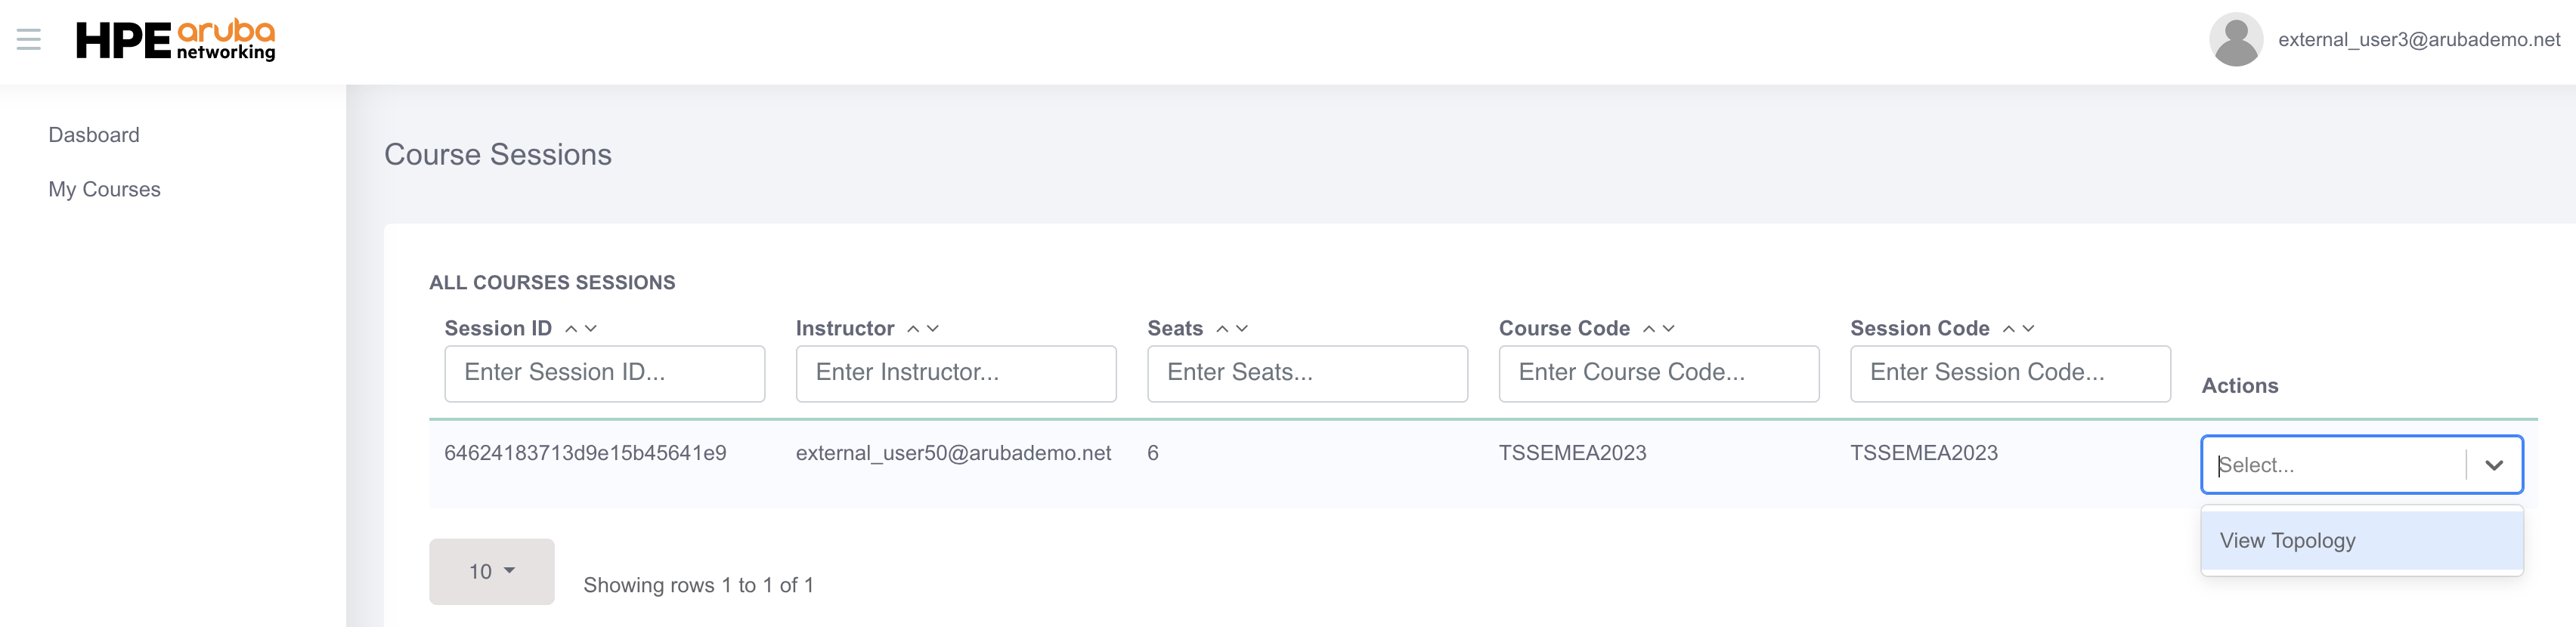 HPE aruba networking
external_user3@arubademo.net
Dasboard
My Courses
Course Sessions
ALL COURSES SESSIONS
Session ID Instructor Seats Course Code Session Code
Enter Session ID... Enter Instructor... Enter Seats... Enter Course Code... Enter Session Code... Actions
64624183713d9e15b45641e9 external_user50@arubademo.net 6 TSSEMEA2023 TSSEMEA2023 Select...
View Topology
10 Showing rows 1 to 1 of 1